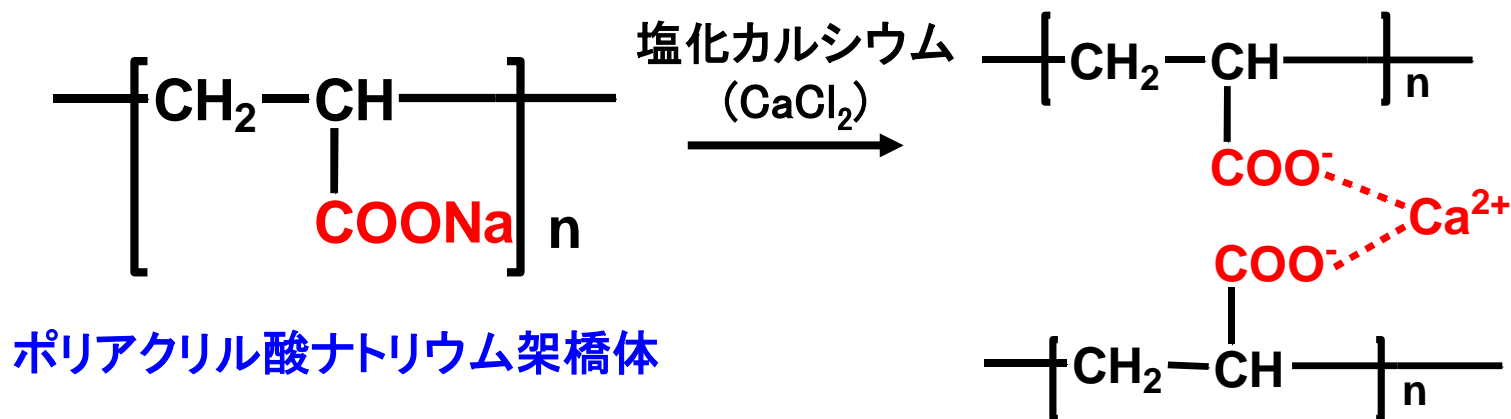 [CH₂—CH]n
COONa
ポリアクリル酸ナトリウム架橋体
塩化カルシウム
(CaCl₂)
[CH₂—CH]n
COO⁻
Ca²⁺
COO⁻
[CH₂—CH]n